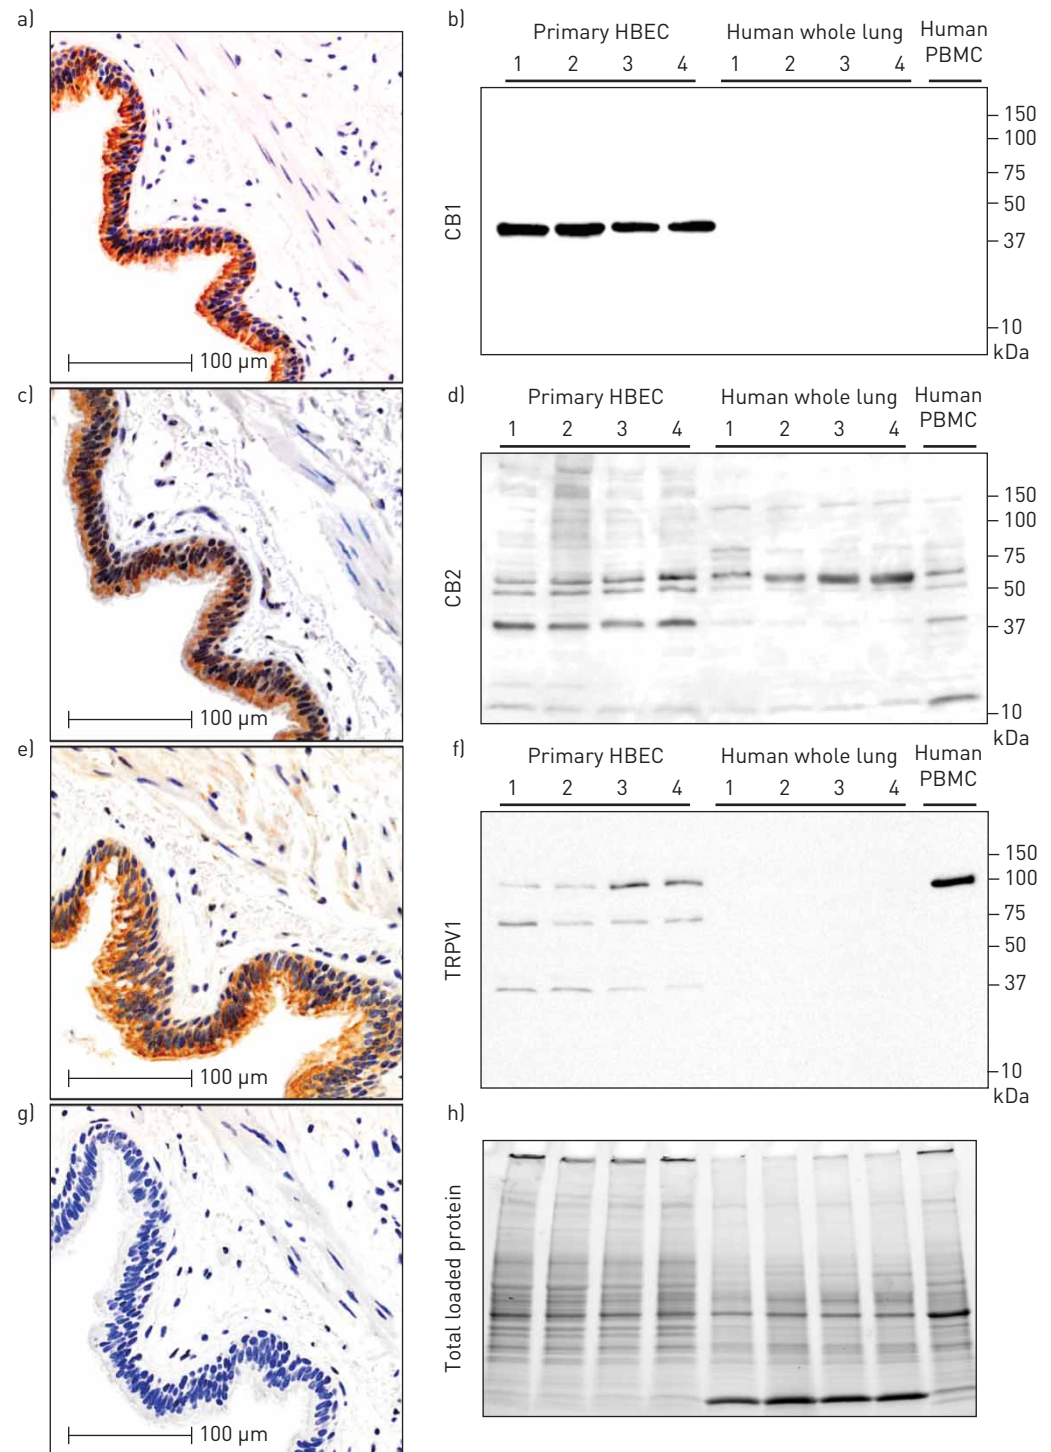 a)
100 µm
b)
Primary HBEC
Human whole lung
Human
PBMC
1 2 3 4 1 2 3 4
CB1
150
100
75
50
37
10
kDa
c)
100 µm
d)
Primary HBEC
Human whole lung
Human
PBMC
1 2 3 4 1 2 3 4
CB2
150
100
75
50
37
10
kDa
e)
100 µm
f)
Primary HBEC
Human whole lung
Human
PBMC
1 2 3 4 1 2 3 4
TRPV1
150
100
75
50
37
10
kDa
g)
100 µm
h)
Total loaded protein